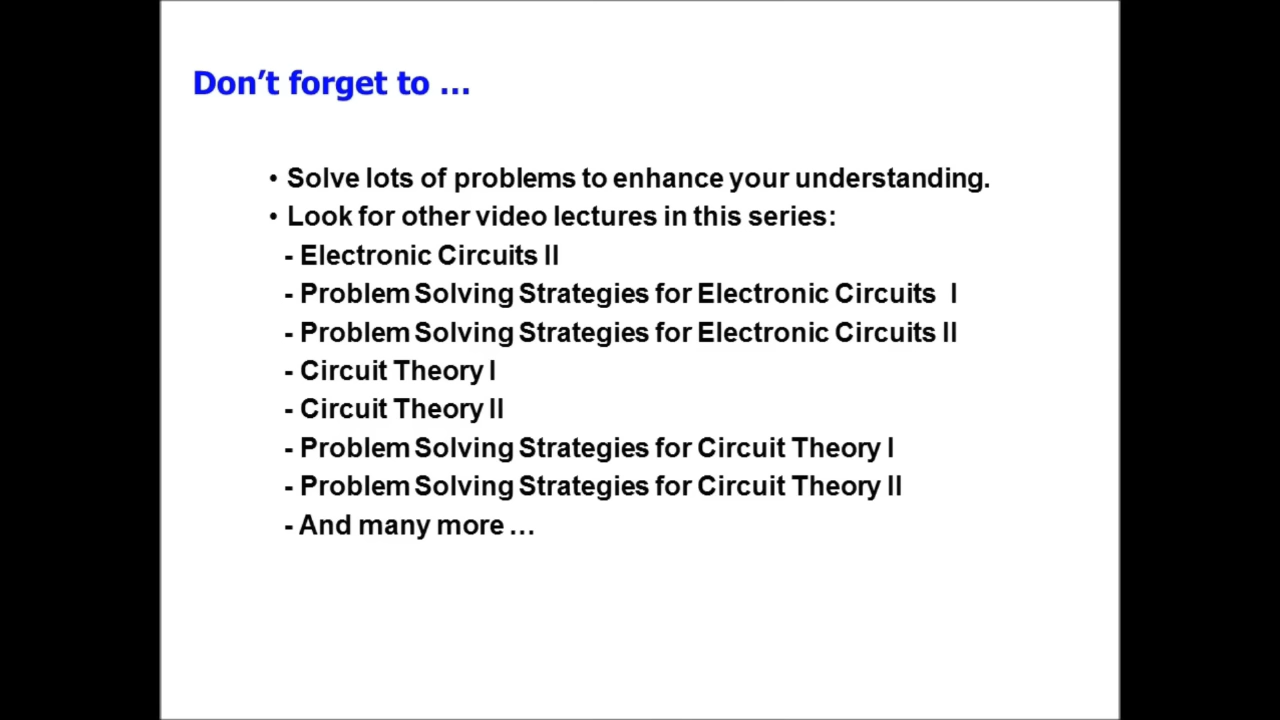 Don't forget to ...
• Solve lots of problems to enhance your understanding.
• Look for other video lectures in this series:
- Electronic Circuits II
- Problem Solving Strategies for Electronic Circuits I
- Problem Solving Strategies for Electronic Circuits II
- Circuit Theory I
- Circuit Theory II
- Problem Solving Strategies for Circuit Theory I
- Problem Solving Strategies for Circuit Theory II
- And many more ...